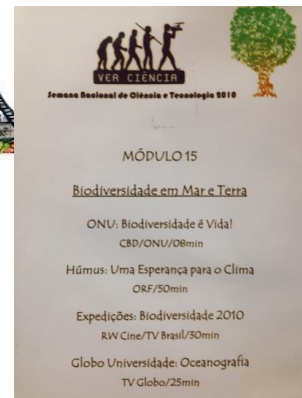 VER CIÊNCIA
Semana Nacional de Ciência e Tecnologia 2010
MÓDULO 15
Biodiversidade em Mar e Terra
ONU: Biodiversidade é Vida!
CBD/ONU/08min
Húmus: Uma Esperança para o Clima
ORF/50min
Expedições: Biodiversidade 2010
RW Cine/TV Brasil/30min
Globo Universidade: Oceanografia
TV Globo/25min